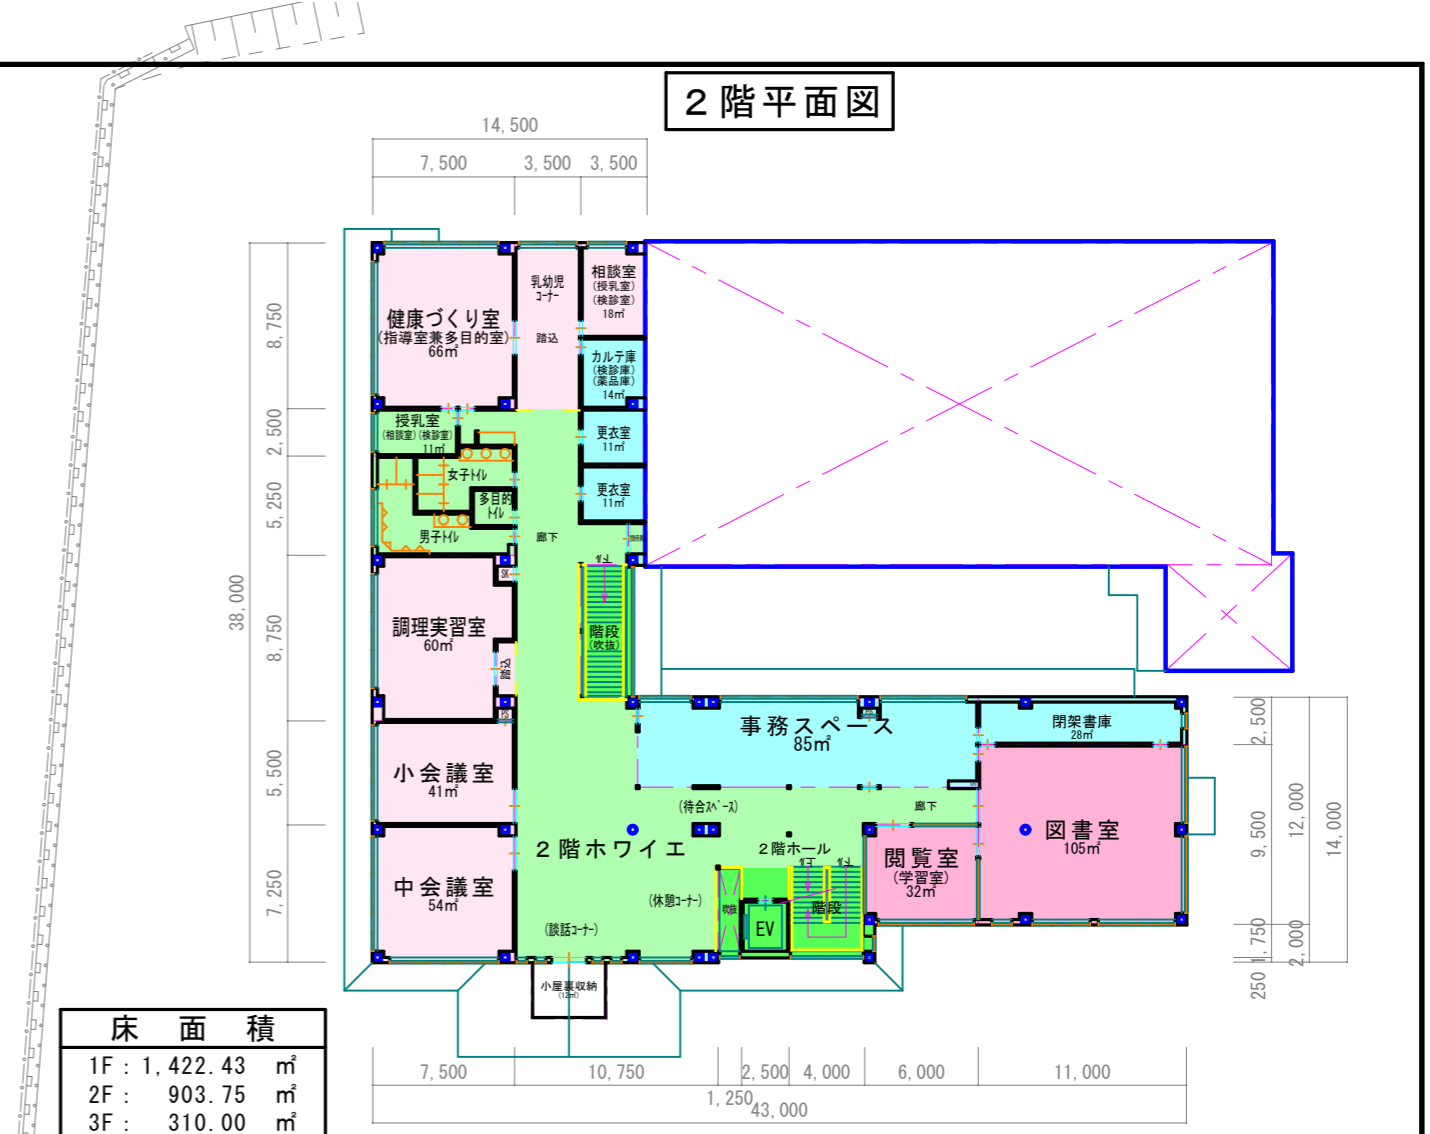 2階平面図
14,500
7,500
3,500
3,500
38,000
8,750
2,500
5,250
8,750
5,500
7,250
健康づくり室
(指導室兼多目的室)
66㎡
乳幼児
コーナー
踏込
相談室
(授乳室)
(検診室)
18㎡
カルテ庫
(検診庫)
(薬品庫)
14㎡
授乳室
(相談室)(検診室)
11㎡
更衣室
11㎡
女子トイレ
多目的
トイレ
更衣室
11㎡
男子トイレ
廊下
調理実習室
60㎡
踏込
階段
(吹抜)
小会議室
41㎡
中会議室
54㎡
事務スペース
85㎡
閉架書庫
28㎡
(待合スペース)
廊下
2階ホワイエ
2階ホール
図書室
105㎡
閲覧室
(学習室)
32㎡
(休憩コーナー)
(談話コーナー)
吹抜
EV
階段
小屋裏収納
(12㎡)
2,500
9,500
1,750
250
12,000
2,000
14,000
7,500
10,750
2,500
4,000
6,000
11,000
1,250
43,000
床面積
1F : 1,422.43 ㎡
2F : 903.75 ㎡
3F : 310.00 ㎡